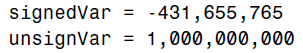 signedVar = -431,655,765
unsignVar = 1,000,000,000